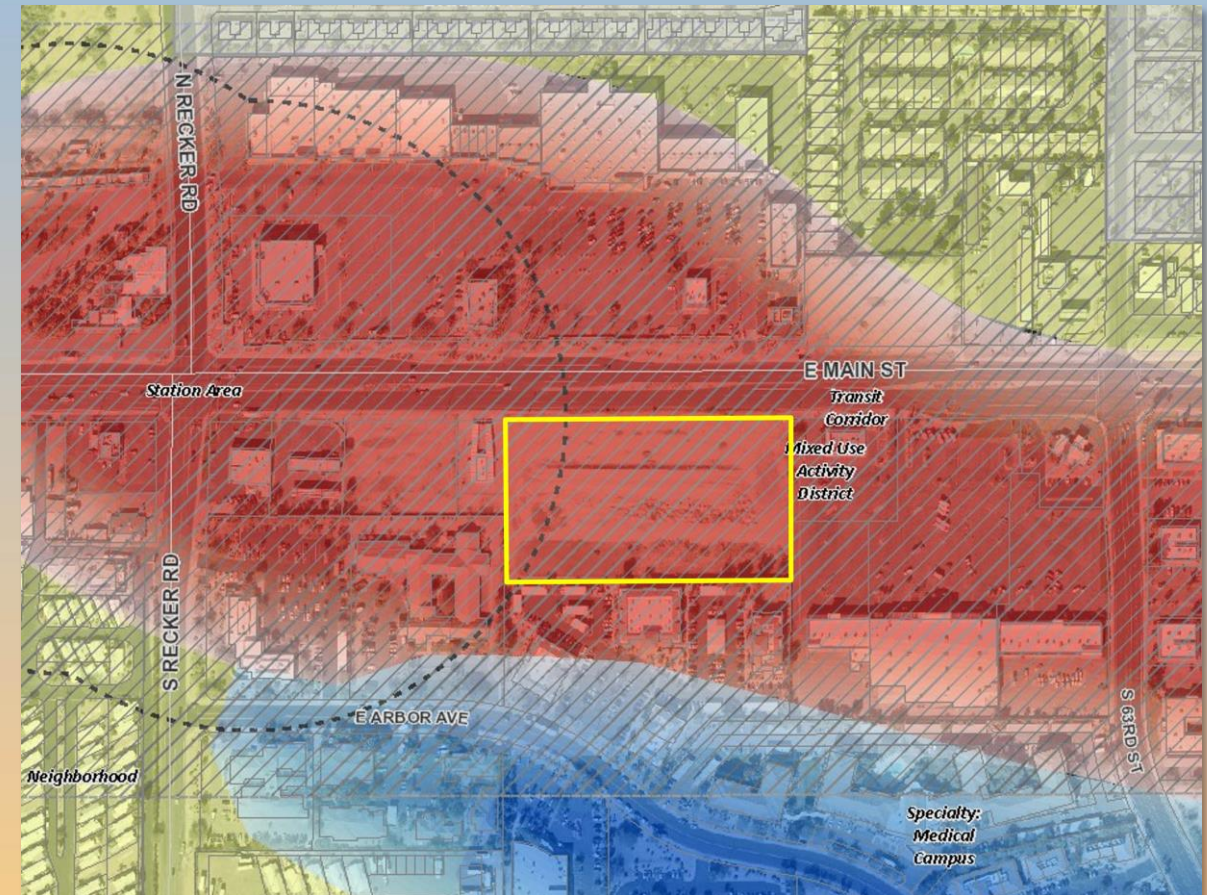 N RECKER RD
E MAIN ST
Station Area
Transit
Corridor
Mixed Use
Activity
District
S RECKER RD
E ARBOR AVE
S 63RD ST
Neighborhood
Specialty:
Medical
Campus